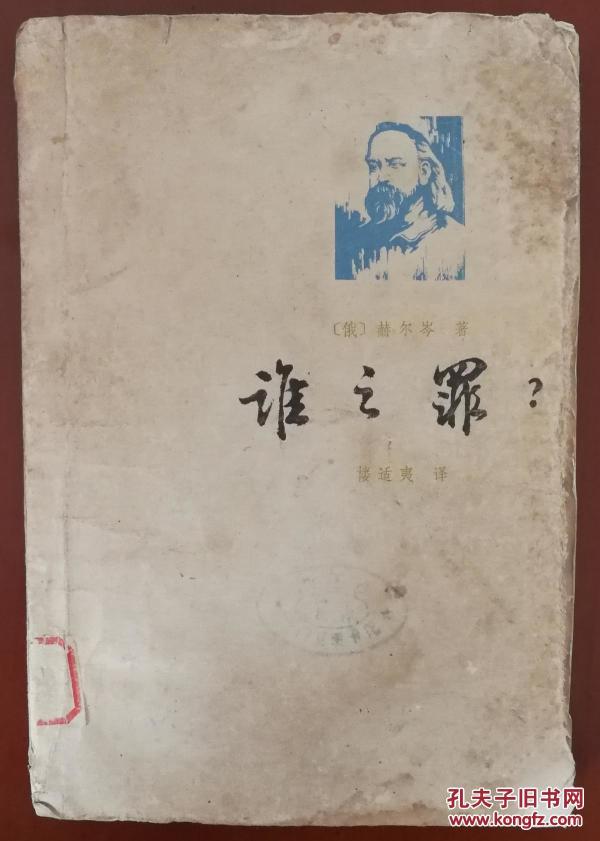 〔俄〕赫尔岑 著
谁之罪?
楼适夷 译
孔夫子旧书网
www.kongfz.com